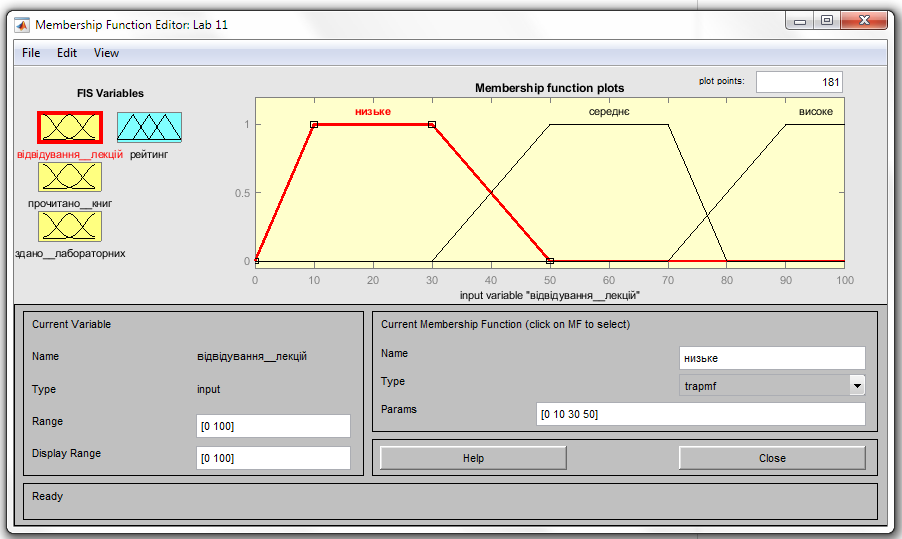 Membership Function Editor: Lab 11
File Edit View
FIS Variables
відвідування__лекцій
рейтинг
прочитано__книг
здано__лабораторних
Membership function plots
plot points:
181
низьке
середнє
високе
1
0.5
0
0 10 20 30 40 50 60 70 80 90 100
input variable "відвідування__лекцій"
Current Variable
Name відвідування__лекцій
Type input
Range [0 100]
Display Range [0 100]
Current Membership Function (click on MF to select)
Name низьке
Type trapmf
Params [0 10 30 50]
Help Close
Ready